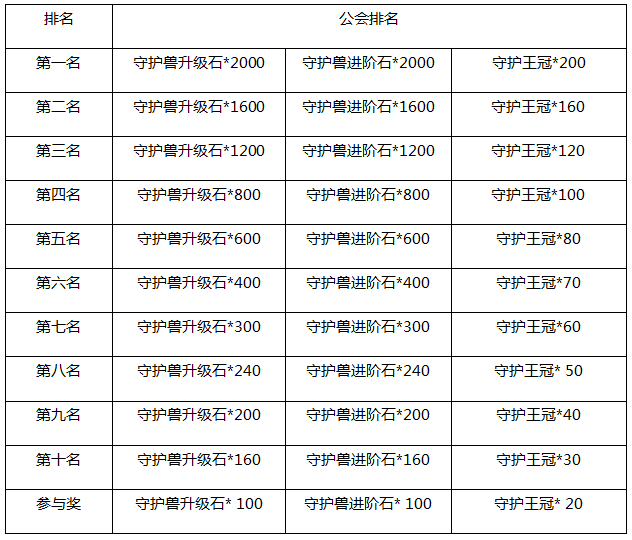 排名 公会排名
第一名 守护兽升级石*2000 守护兽进阶石*2000 守护王冠*200
第二名 守护兽升级石*1600 守护兽进阶石*1600 守护王冠*160
第三名 守护兽升级石*1200 守护兽进阶石*1200 守护王冠*120
第四名 守护兽升级石*800 守护兽进阶石*800 守护王冠*100
第五名 守护兽升级石*600 守护兽进阶石*600 守护王冠*80
第六名 守护兽升级石*400 守护兽进阶石*400 守护王冠*70
第七名 守护兽升级石*300 守护兽进阶石*300 守护王冠*60
第八名 守护兽升级石*240 守护兽进阶石*240 守护王冠* 50
第九名 守护兽升级石*200 守护兽进阶石*200 守护王冠*40
第十名 守护兽升级石*160 守护兽进阶石*160 守护王冠*30
参与奖 守护兽升级石* 100 守护兽进阶石* 100 守护王冠* 20